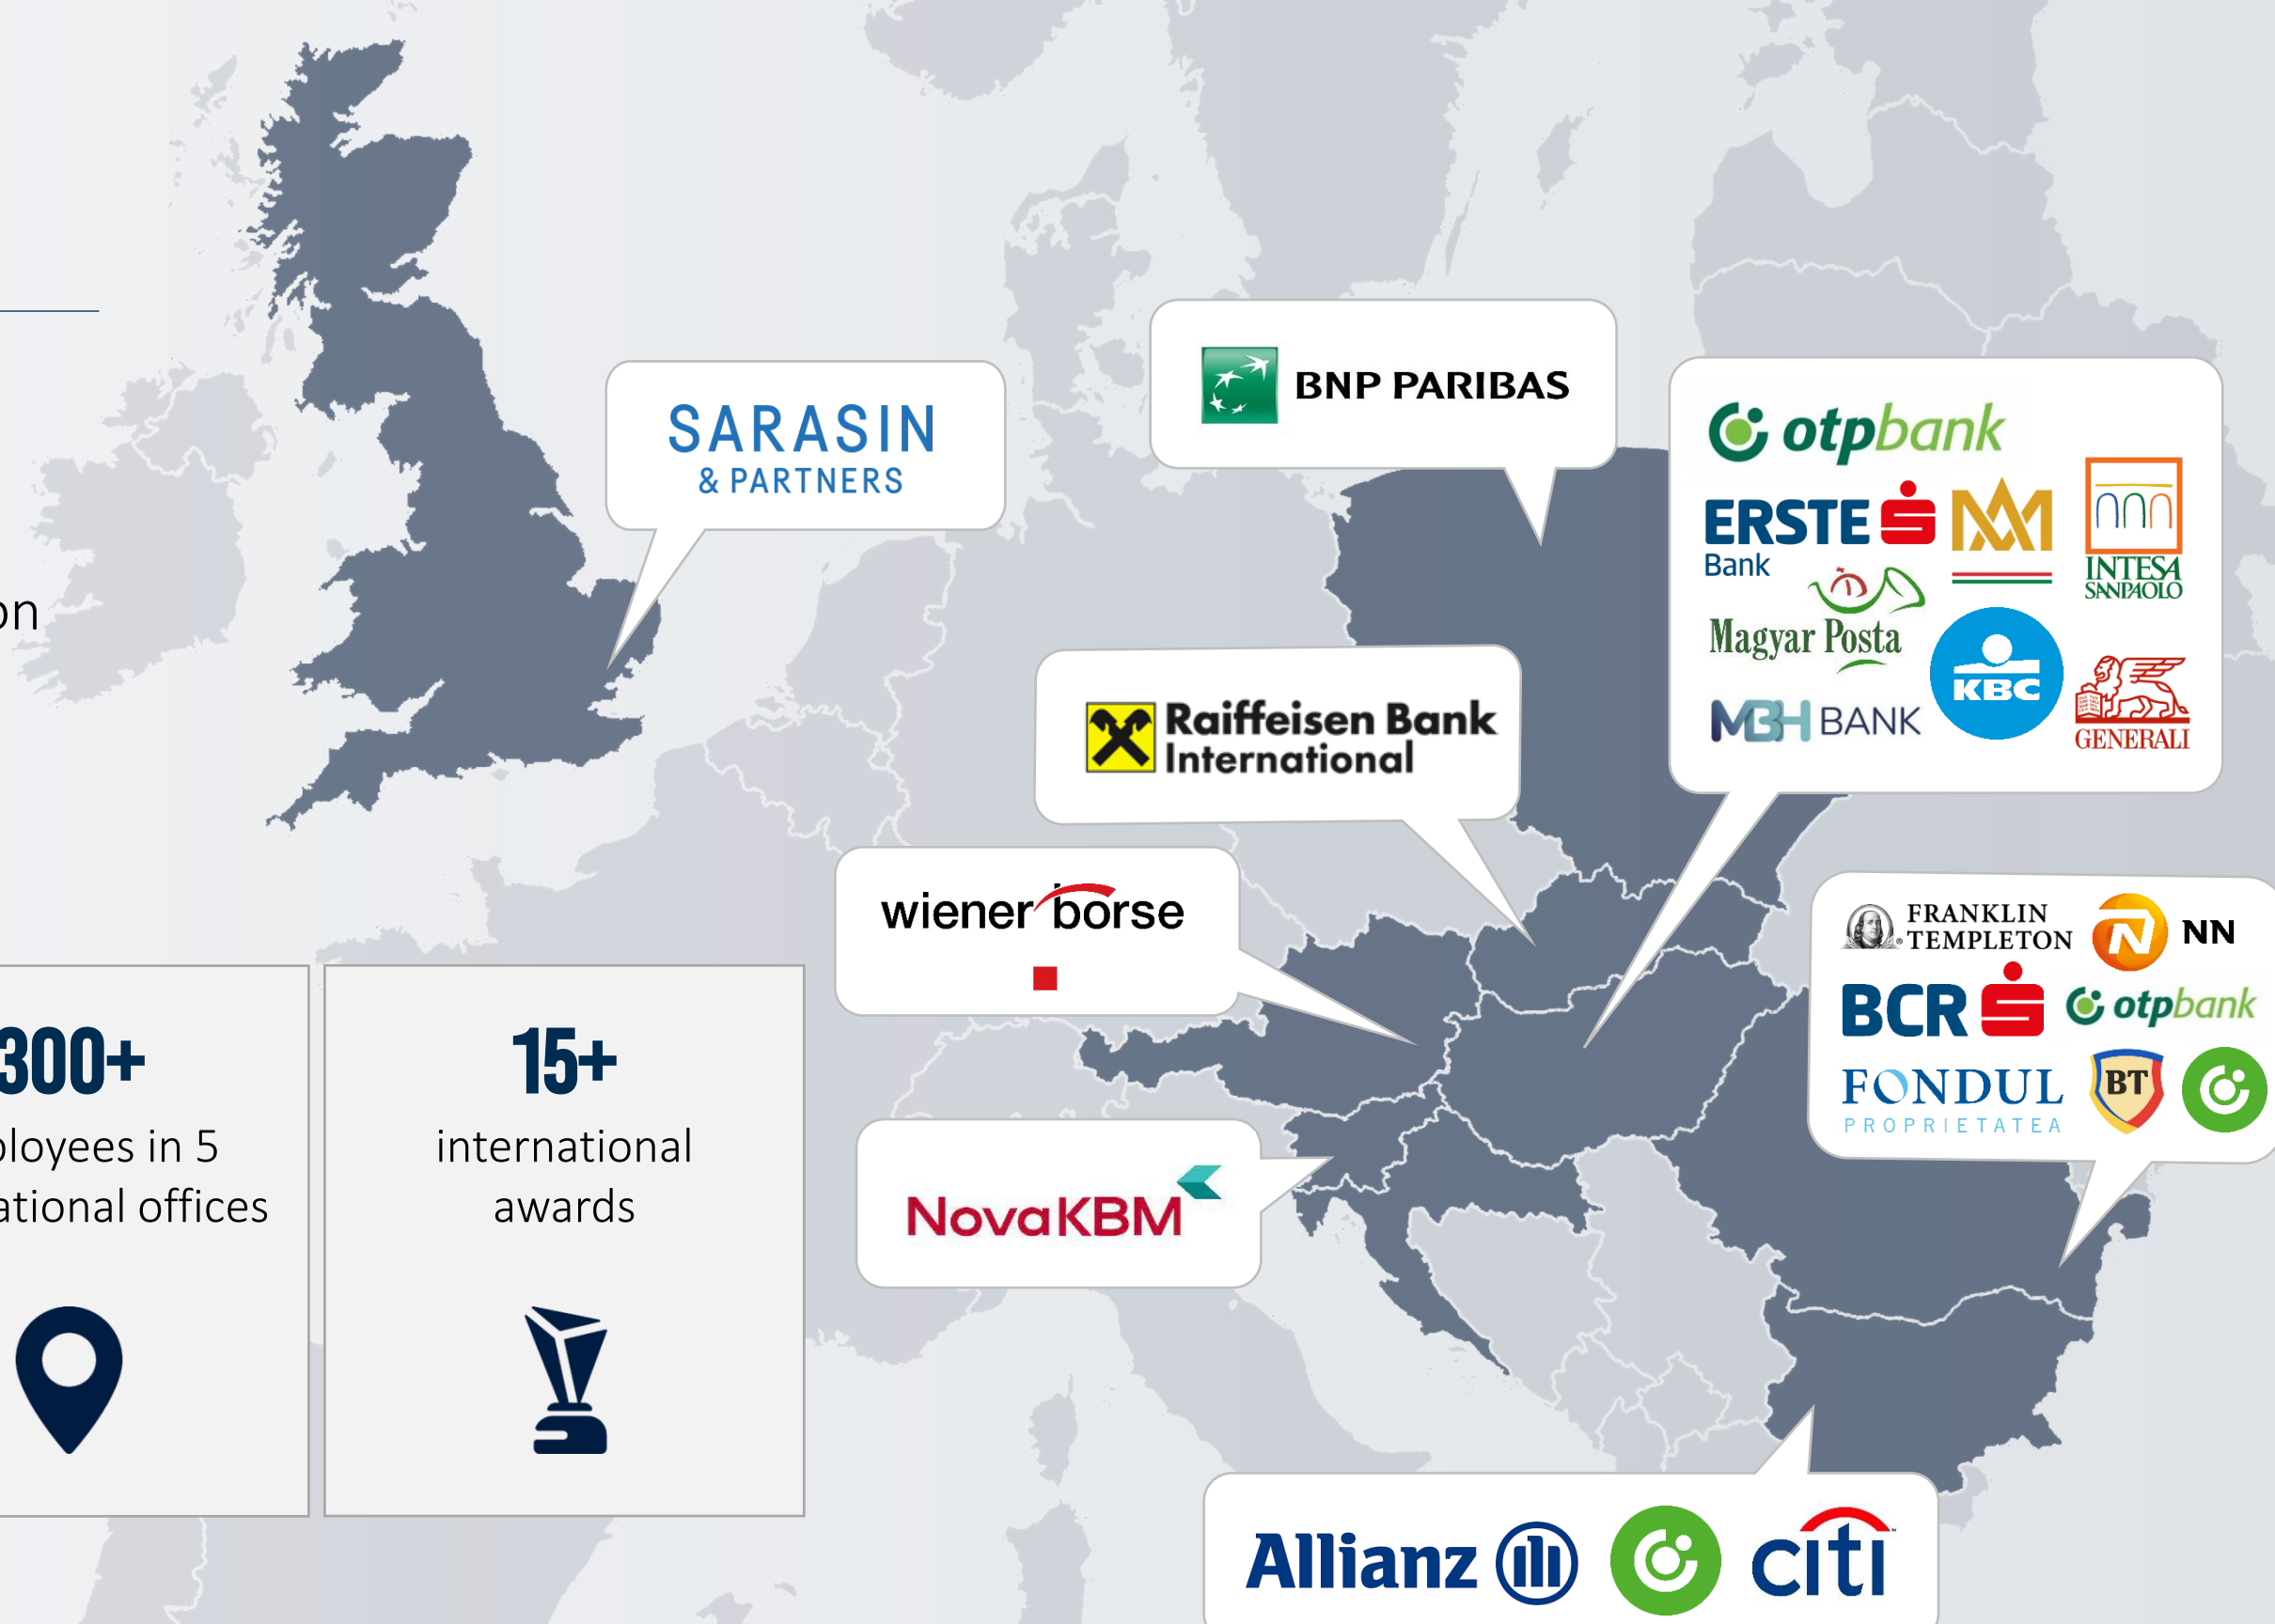 on
300+
ployees in 5
ational offices
15+
international
awards
SARASIN
& PARTNERS
BNP PARIBAS
otpbank
ERSTE
Bank
INTESA
SANPAOLO
Magyar Posta
KBC
MBH BANK
GENERALI
Raiffeisen Bank
International
wiener borse
FRANKLIN
TEMPLETON
NN
BCR
otpbank
FONDUL
PROPRIETATEA
BT
NovaKBM
Allianz
citi